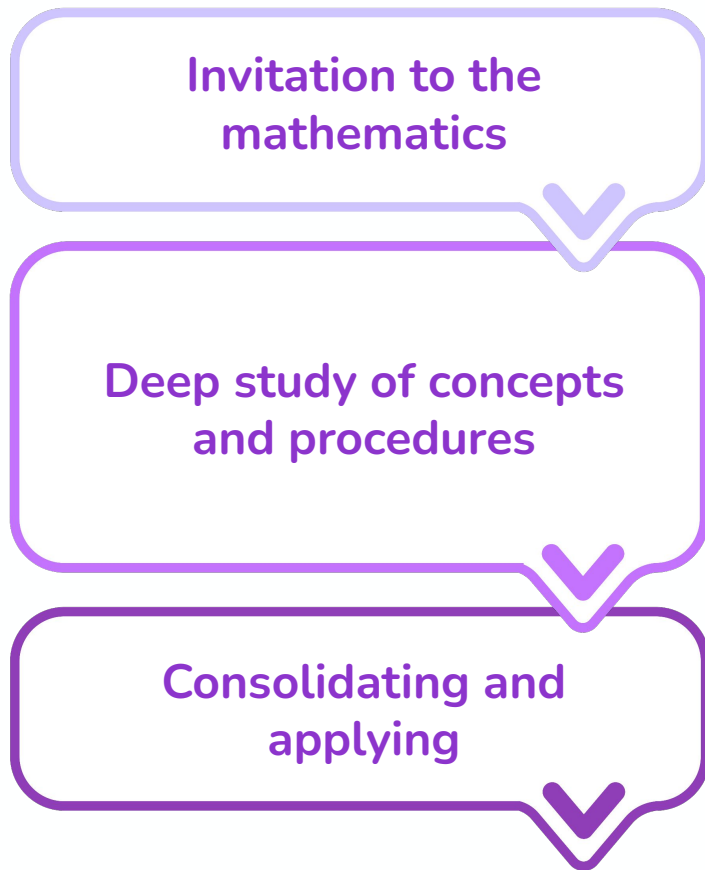 Invitation to the
mathematics
Deep study of concepts
and procedures
Consolidating and
applying